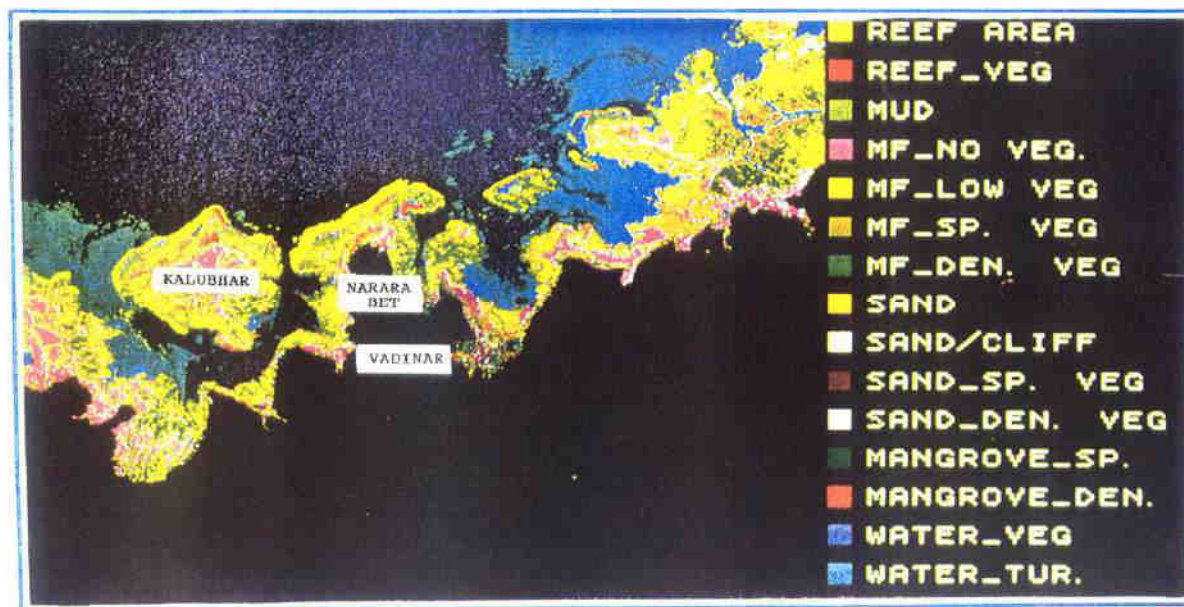 REEF AREA
REEF_VEG
MUD
MF_NO VEG.
MF_LOW VEG
MF_SP. VEG
MF_DEN. VEG
SAND
SAND/CLIFF
SAND_SP. VEG
SAND_DEN. VEG
MANGROVE_SP.
MANGROVE_DEN.
WATER_VEG
WATER_TUR.
KALUBHAR
NARARA
BET
VADINAR